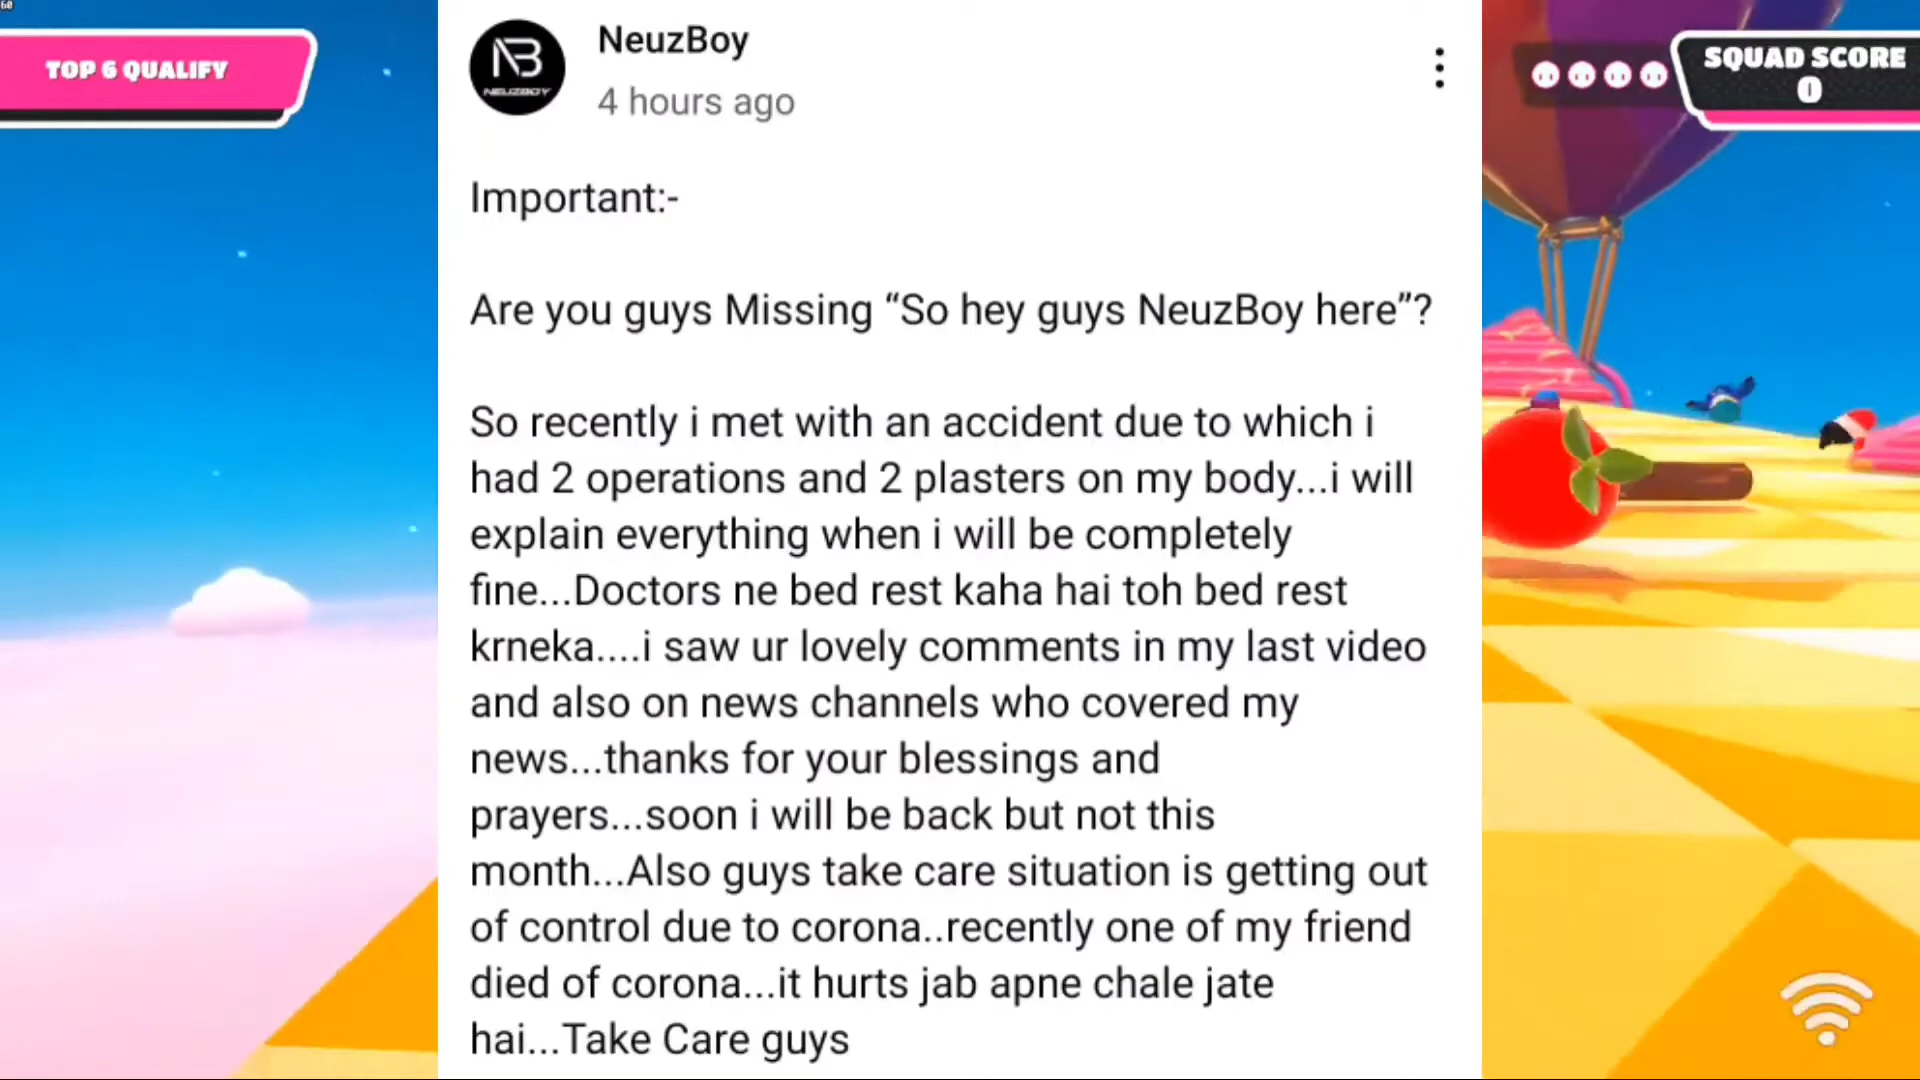 60
TOP 6 QUALIFY
NB
NEUZBOY
NeuzBoy
4 hours ago
SQUAD SCORE
0
Important:-
Are you guys Missing “So hey guys NeuzBoy here”?
So recently i met with an accident due to which i
had 2 operations and 2 plasters on my body...i will
explain everything when i will be completely
fine...Doctors ne bed rest kaha hai toh bed rest
krneka....i saw ur lovely comments in my last video
and also on news channels who covered my
news...thanks for your blessings and
prayers...soon i will be back but not this
month...Also guys take care situation is getting out
of control due to corona..recently one of my friend
died of corona...it hurts jab apne chale jate
hai...Take Care guys